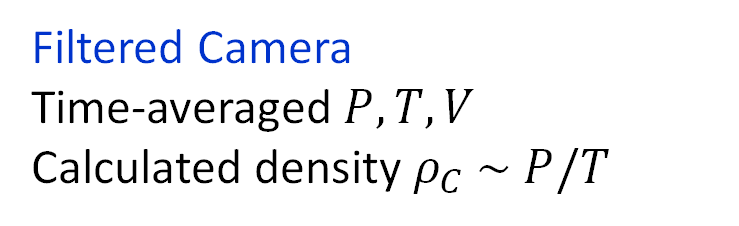 Filtered Camera
Time-averaged P, T, V
Calculated density ρ_C ~ P/T